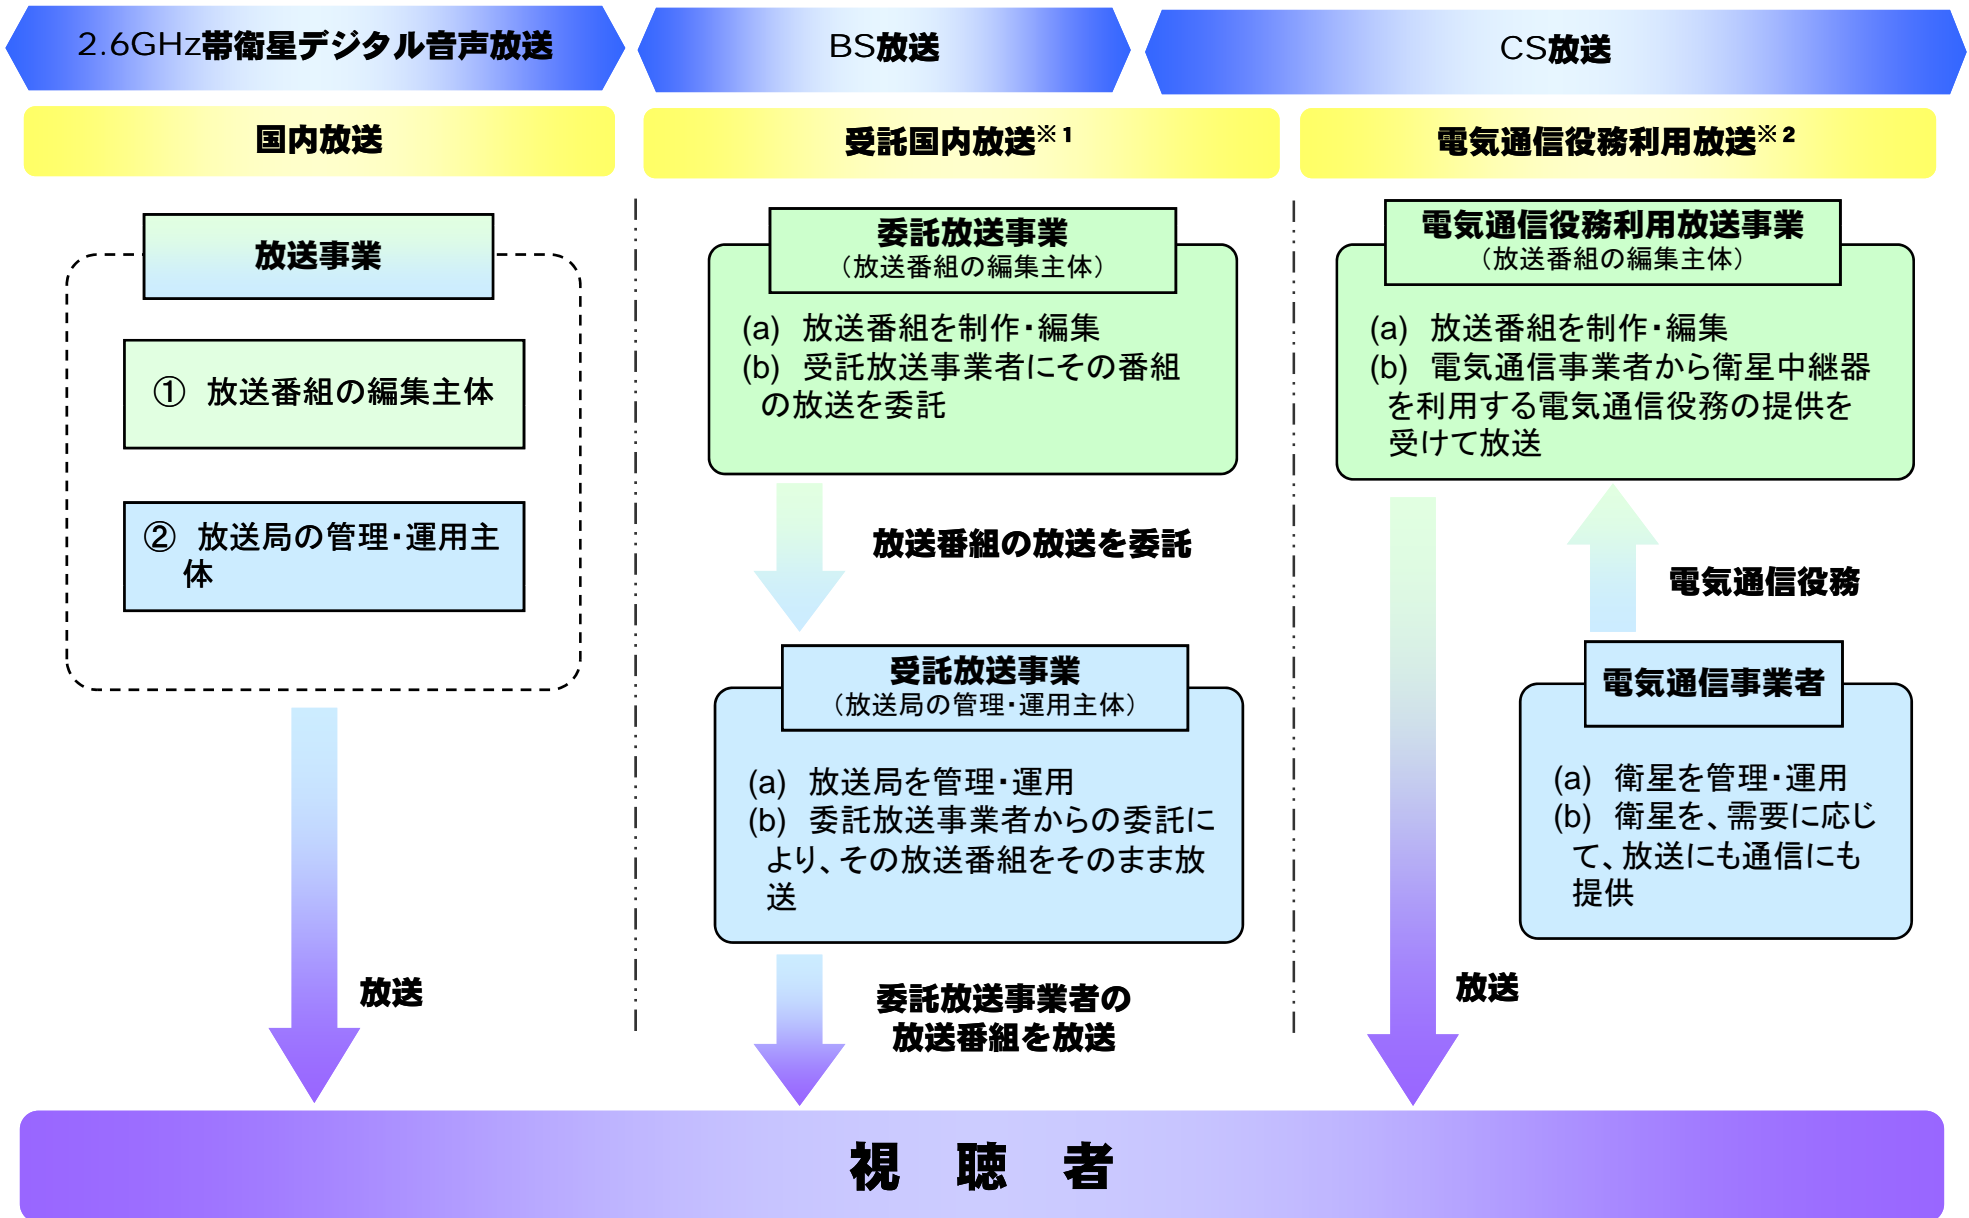 2.6GHz帯衛星デジタル音声放送
BS放送
CS放送
国内放送
受託国内放送※1
電気通信役務利用放送※2
放送事業
① 放送番組の編集主体
② 放送局の管理・運用主
体
放送
委託放送事業
（放送番組の編集主体）
(a) 放送番組を制作・編集
(b) 受託放送事業者にその番組
の放送を委託
放送番組の放送を委託
受託放送事業
（放送局の管理・運用主体）
(a) 放送局を管理・運用
(b) 委託放送事業者からの委託に
より、その放送番組をそのまま放
送
委託放送事業者の
放送番組を放送
電気通信役務利用放送事業
（放送番組の編集主体）
(a) 放送番組を制作・編集
(b) 電気通信事業者から衛星中継器
を利用する電気通信役務の提供を
受けて放送
電気通信役務
電気通信事業者
(a) 衛星を管理・運用
(b) 衛星を、需要に応じ
て、放送にも通信にも
提供
放送
視 聴 者